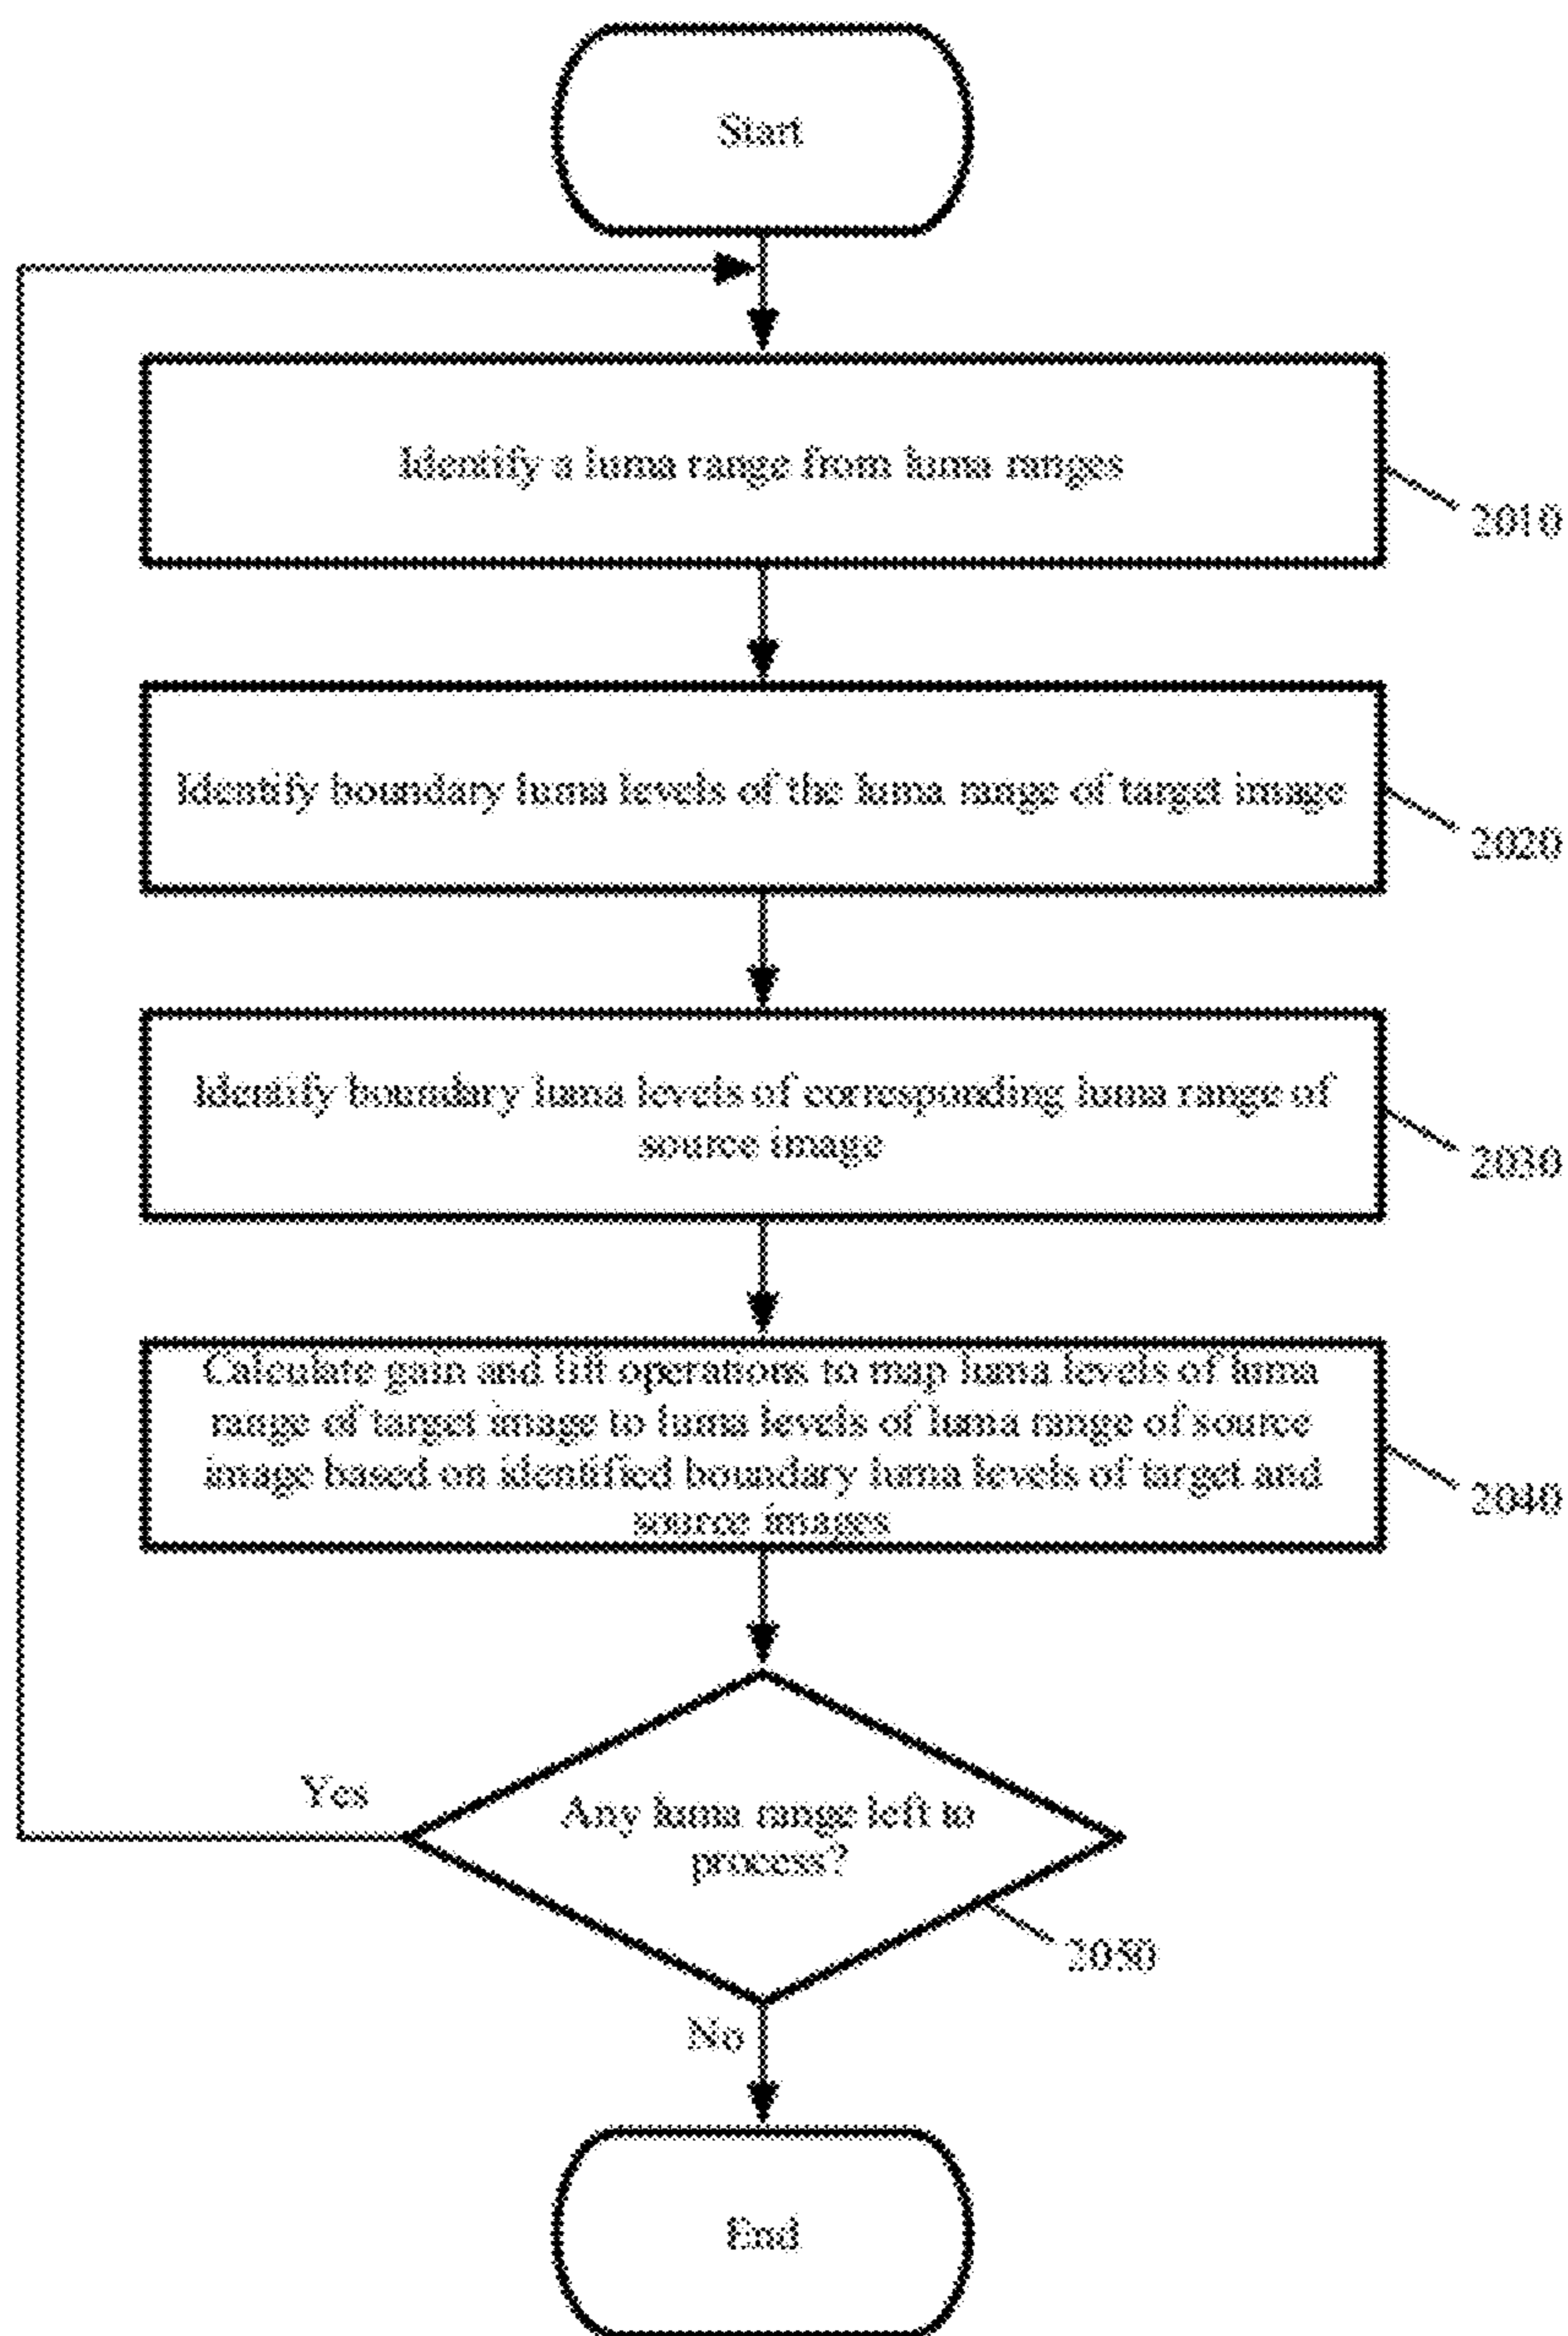 Start
Identify a luma range from luma ranges
2010
Identify boundary luma levels of the luma range of target image
2020
Identify boundary luma levels of corresponding luma range of
source image
2030
Calculate gain and lift operations to map luma levels of luma
range of target image to luma levels of luma range of source
image based on identified boundary luma levels of target and
source images
2040
Yes
Any luma range left to
process?
2050
No
End